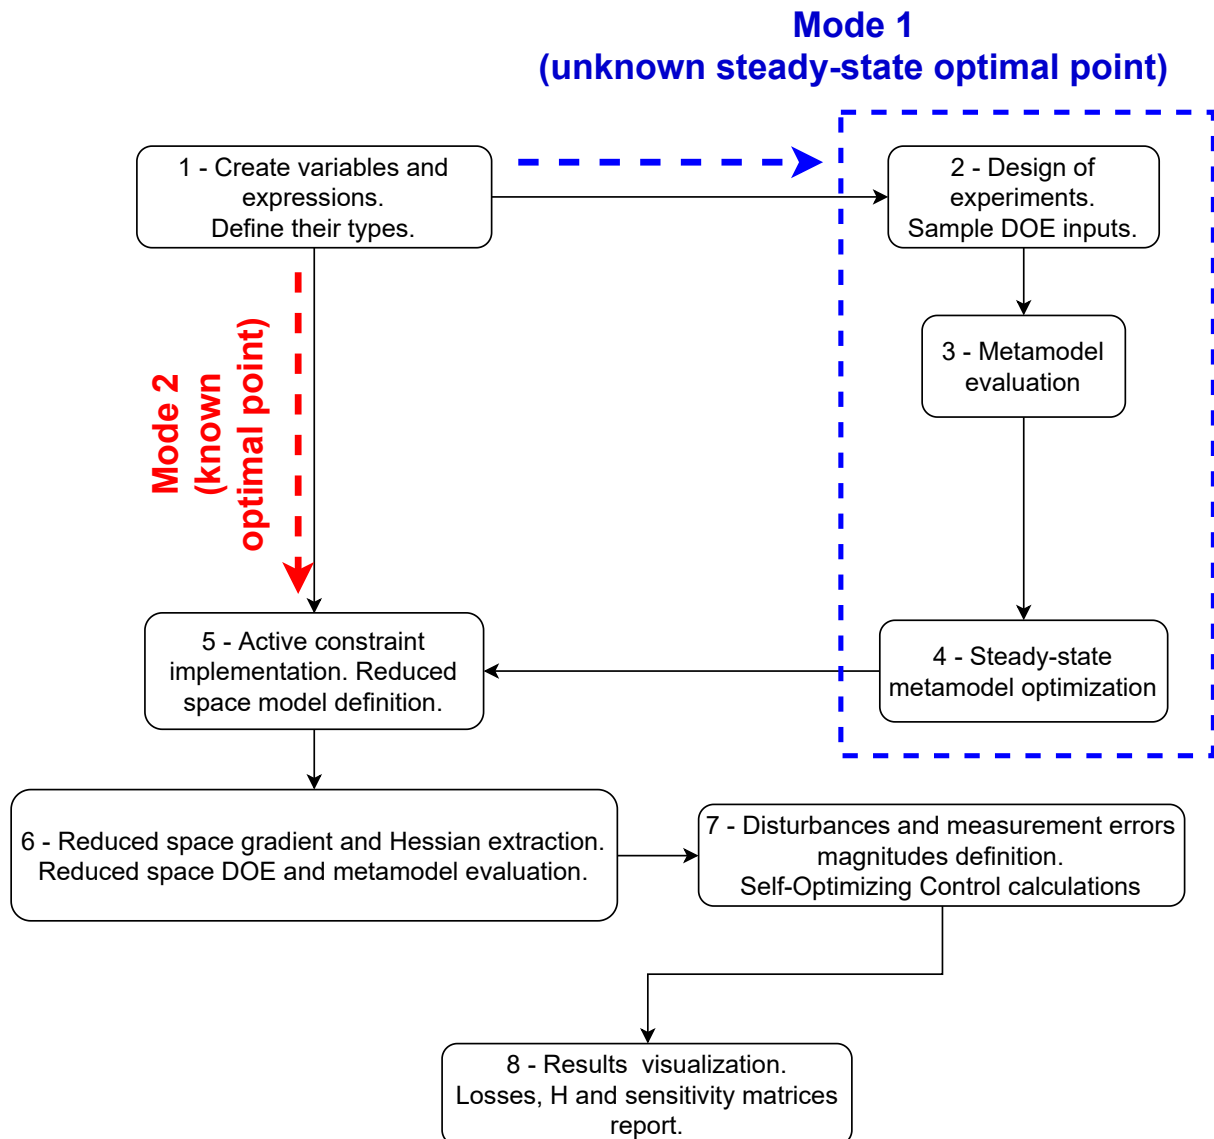 Mode 1
(unknown steady-state optimal point)
1 - Create variables and
expressions.
Define their types.
2 - Design of
experiments.
Sample DOE inputs.
3 - Metamodel
evaluation
Mode 2
(known
optimal point)
4 - Steady-state
metamodel optimization
5 - Active constraint
implementation. Reduced
space model definition.
6 - Reduced space gradient and Hessian extraction.
Reduced space DOE and metamodel evaluation.
7 - Disturbances and measurement errors
magnitudes definition.
Self-Optimizing Control calculations
8 - Results  visualization.
Losses, H and sensitivity matrices
report.